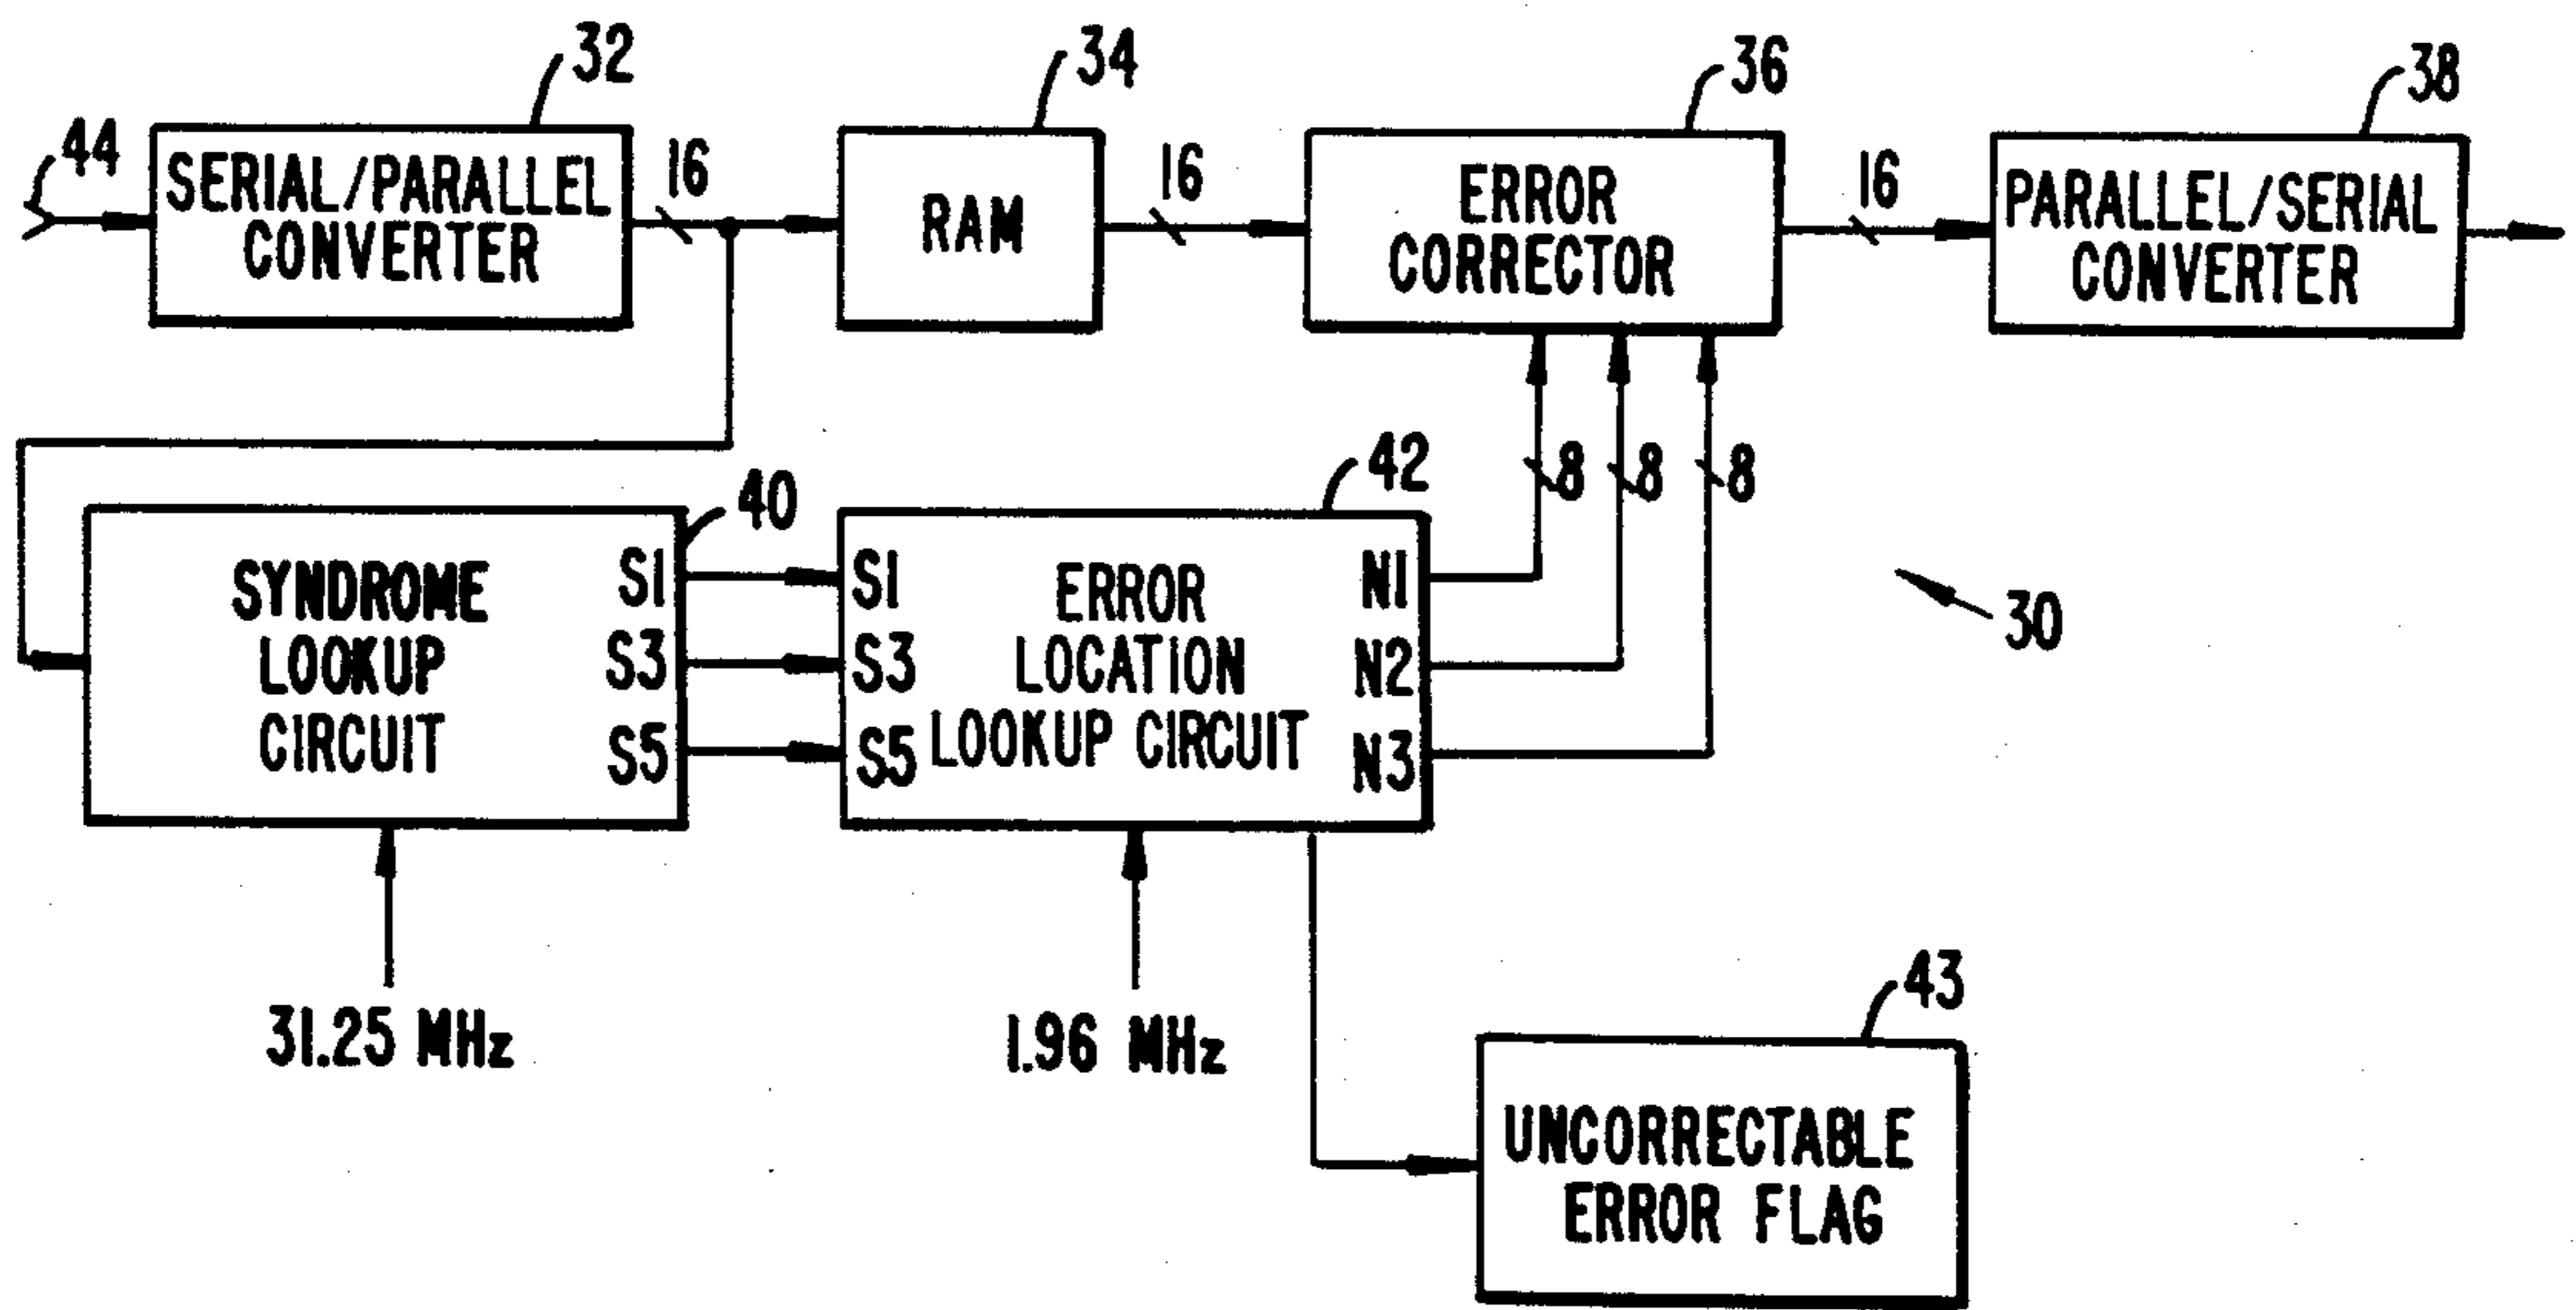 32
34
36
38
44
SERIAL/PARALLEL
CONVERTER
16
RAM
16
ERROR
CORRECTOR
16
PARALLEL/SERIAL
CONVERTER
8
8
8
40
42
SYNDROME
LOOKUP
CIRCUIT
S1
S3
S5
S1
S3
S5
ERROR
LOCATION
LOOKUP CIRCUIT
N1
N2
N3
30
31.25 MHz
1.96 MHz
43
UNCORRECTABLE
ERROR FLAG